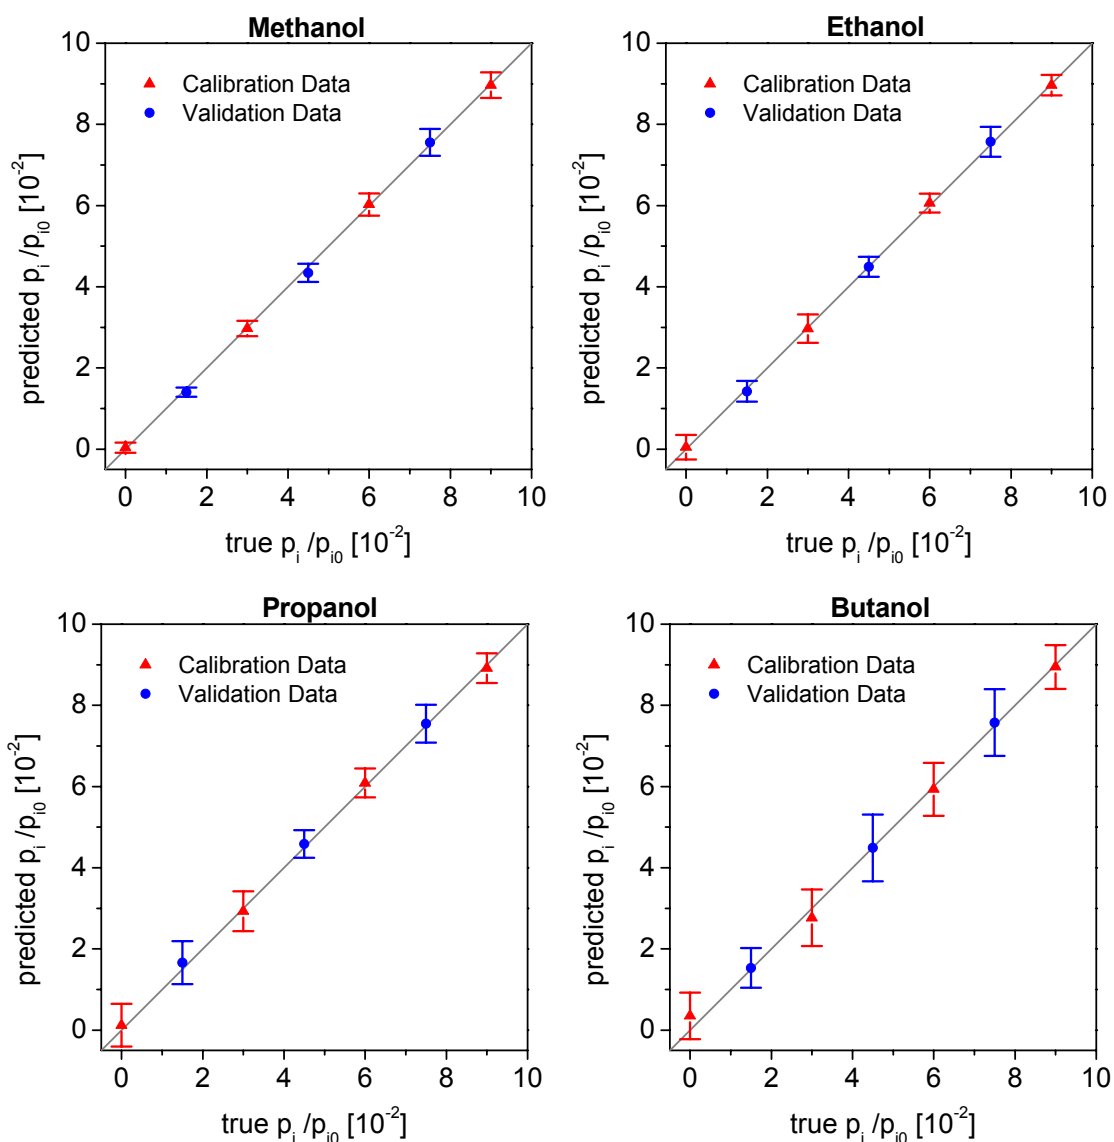 Methanol
Calibration Data
Validation Data
10
8
6
4
2
0
0 2 4 6 8 10
predicted p_i /p_i0 [10^-2]
true p_i /p_i0 [10^-2]
Ethanol
Calibration Data
Validation Data
10
8
6
4
2
0
0 2 4 6 8 10
predicted p_i /p_i0 [10^-2]
true p_i /p_i0 [10^-2]
Propanol
Calibration Data
Validation Data
10
8
6
4
2
0
0 2 4 6 8 10
predicted p_i /p_i0 [10^-2]
true p_i /p_i0 [10^-2]
Butanol
Calibration Data
Validation Data
10
8
6
4
2
0
0 2 4 6 8 10
predicted p_i /p_i0 [10^-2]
true p_i /p_i0 [10^-2]